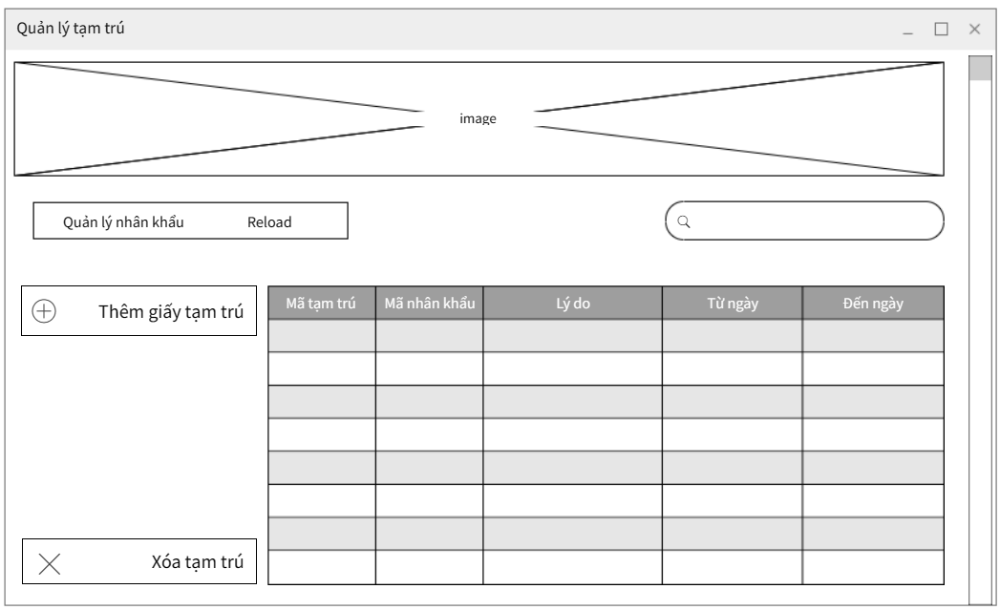 Quản lý tạm trú
image
Quản lý nhân khẩu Reload
Thêm giấy tạm trú
Mã tạm trú Mã nhân khẩu Lý do Từ ngày Đến ngày
Xóa tạm trú